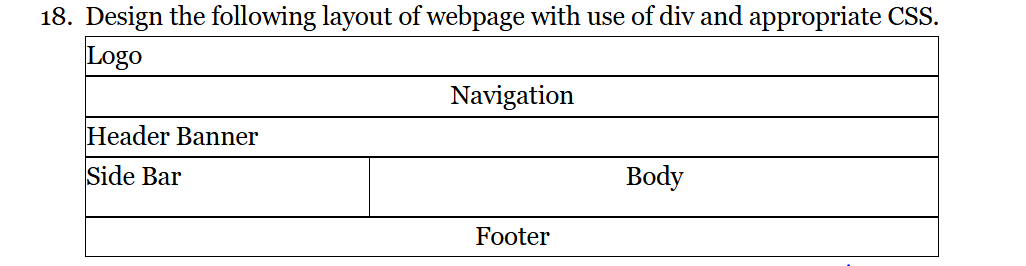 18. Design the following layout of webpage with use of div and appropriate CSS.
Logo
Navigation
Header Banner
Side Bar Body
Footer